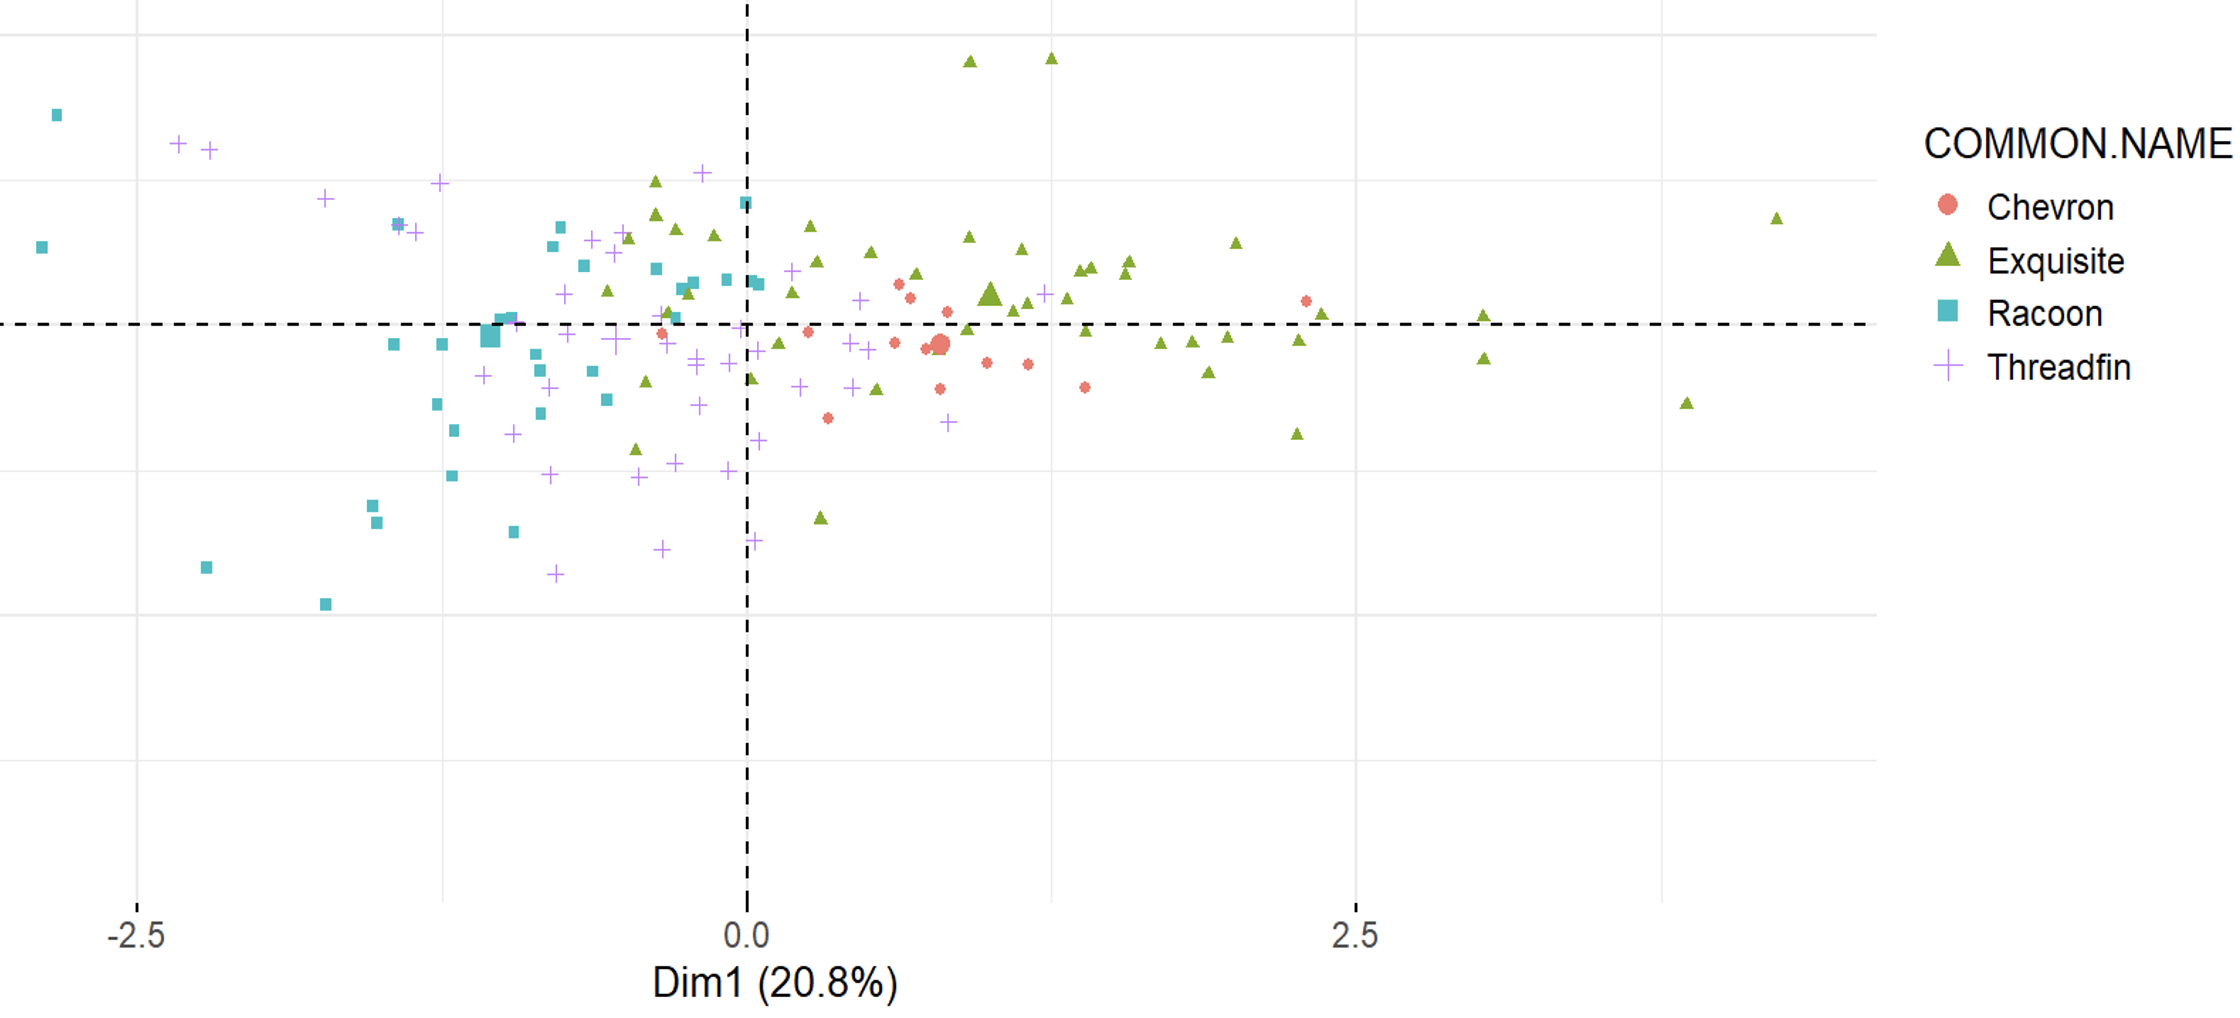 COMMON.NAME
Chevron
Exquisite
Racoon
Threadfin
-2.5 0.0 2.5
Dim1 (20.8%)